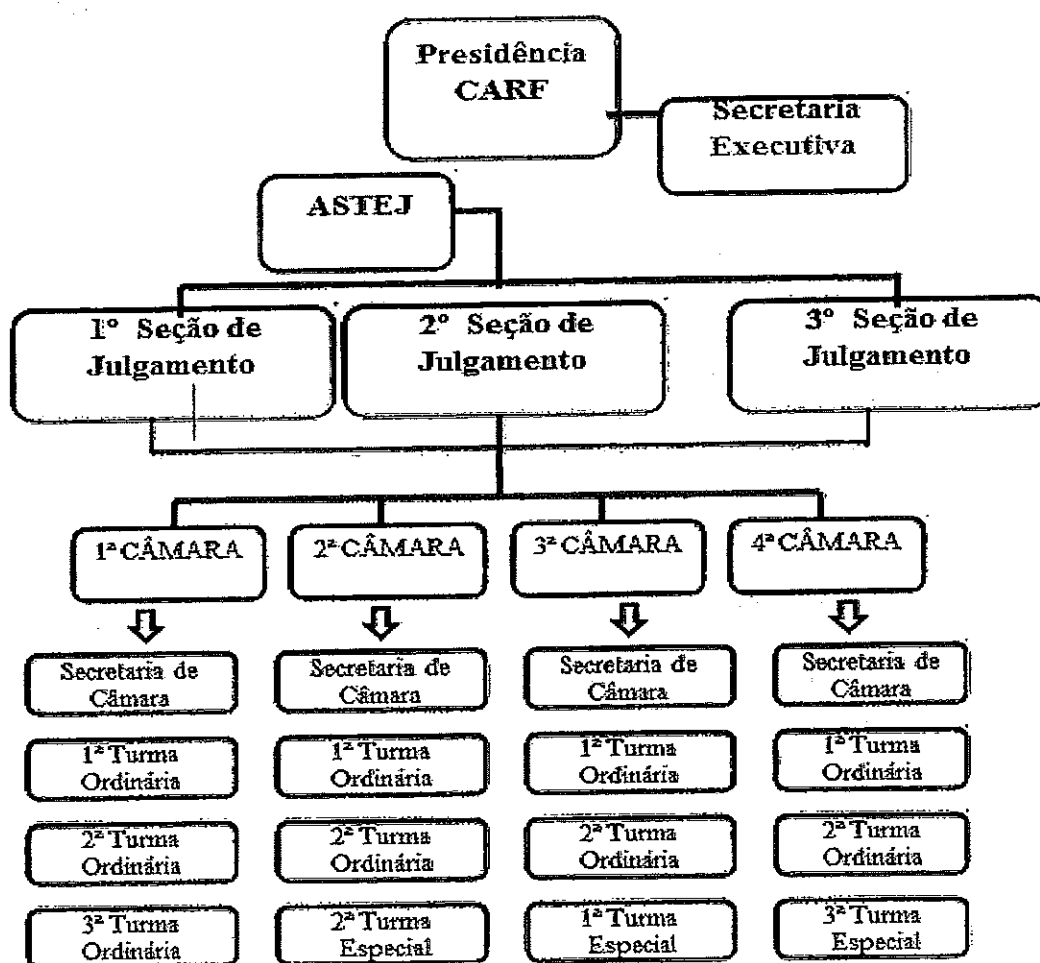 Presidência
CARF
Secretaria
Executiva
ASTEJ
1º Seção de
Julgamento
2º Seção de
Julgamento
3º Seção de
Julgamento
1ª CÂMARA
2ª CÂMARA
3ª CÂMARA
4ª CÂMARA
Secretaria de
Câmara
Secretaria de
Câmara
Secretaria de
Câmara
Secretaria de
Câmara
1ª Turma
Ordinária
1ª Turma
Ordinária
1ª Turma
Ordinária
1ª Turma
Ordinária
2ª Turma
Ordinária
2ª Turma
Ordinária
2ª Turma
Ordinária
2ª Turma
Ordinária
3ª Turma
Ordinária
2ª Turma
Especial
1ª Turma
Especial
3ª Turma
Especial